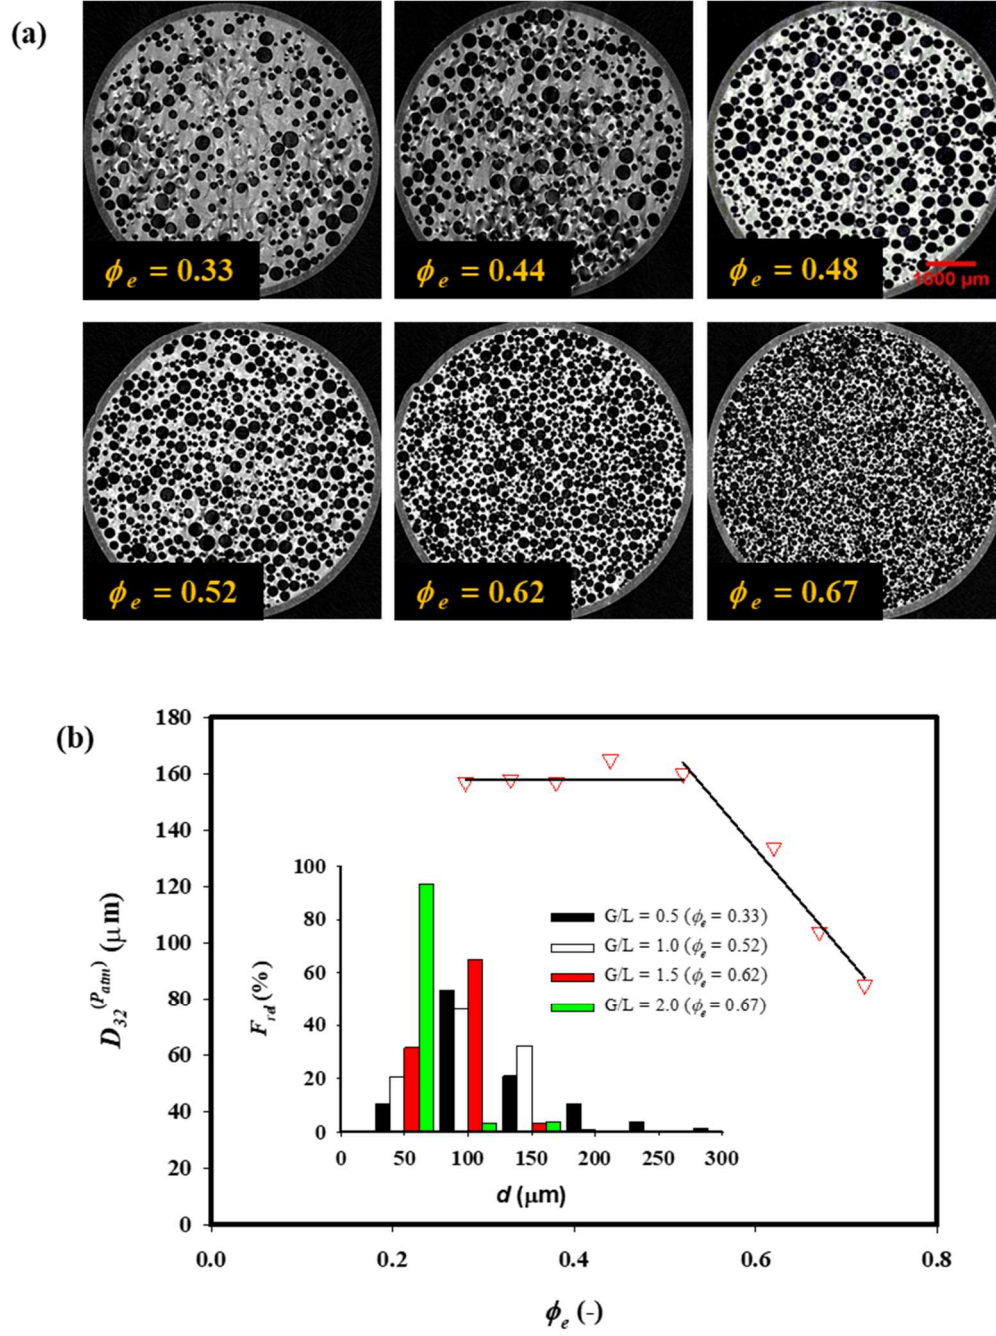 (a)
ϕe = 0.33
ϕe = 0.44
ϕe = 0.48
1000 μm
ϕe = 0.52
ϕe = 0.62
ϕe = 0.67
(b)
180
160
140
120
100
80
60
40
20
0
D32(Patm) (μm)
0.0
0.2
0.4
0.6
0.8
ϕe (-)
100
80
60
40
20
0
Frd (%)
0
50
100
150
200
250
300
d (μm)
G/L = 0.5 (ϕe = 0.33)
G/L = 1.0 (ϕe = 0.52)
G/L = 1.5 (ϕe = 0.62)
G/L = 2.0 (ϕe = 0.67)